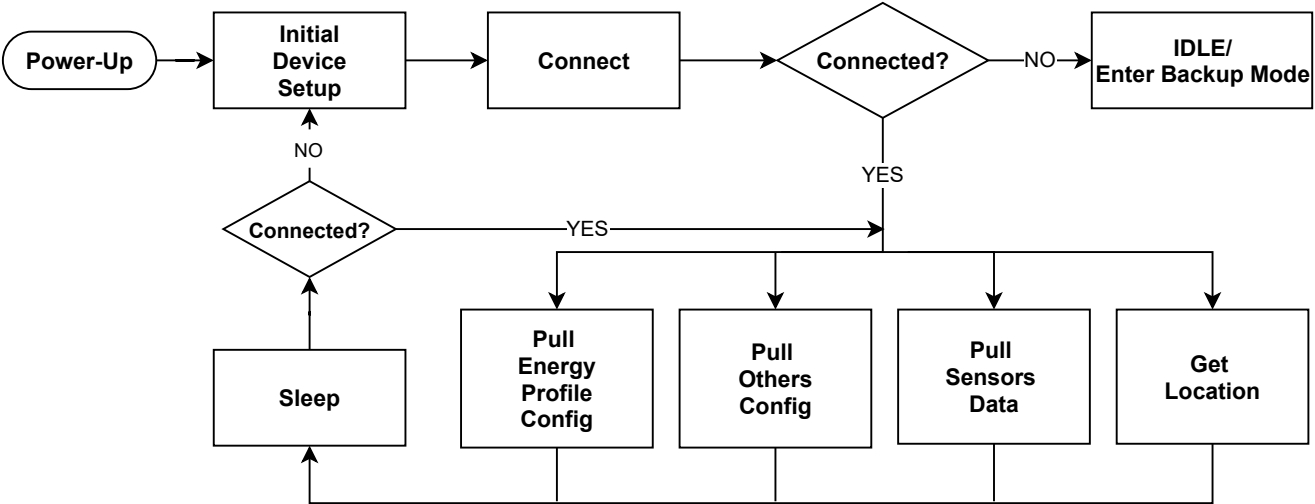 Power-Up
Initial
Device
Setup
Connect
Connected?
NO
IDLE/
Enter Backup Mode
NO
YES
Connected?
YES
Pull
Energy
Profile
Config
Pull
Others
Config
Pull
Sensors
Data
Get
Location
Sleep